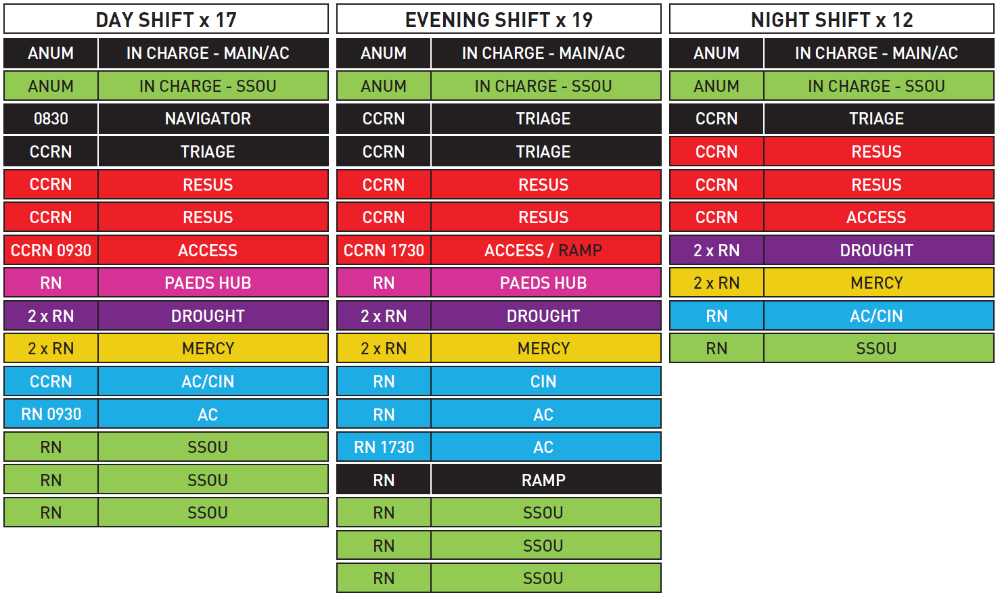 DAY SHIFT x 17
ANUM IN CHARGE - MAIN/AC
ANUM IN CHARGE - SSOU
0830 NAVIGATOR
CCRN TRIAGE
CCRN RESUS
CCRN RESUS
CCRN 0930 ACCESS
RN PAEDS HUB
2 x RN DROUGHT
2 x RN MERCY
CCRN AC/CIN
RN 0930 AC
RN SSOU
RN SSOU
RN SSOU
EVENING SHIFT x 19
ANUM IN CHARGE - MAIN/AC
ANUM IN CHARGE - SSOU
CCRN TRIAGE
CCRN TRIAGE
CCRN RESUS
CCRN RESUS
CCRN 1730 ACCESS / RAMP
RN PAEDS HUB
2 x RN DROUGHT
2 x RN MERCY
RN CIN
RN AC
RN 1730 AC
RN RAMP
RN SSOU
RN SSOU
RN SSOU
NIGHT SHIFT x 12
ANUM IN CHARGE - MAIN/AC
ANUM IN CHARGE - SSOU
CCRN TRIAGE
CCRN RESUS
CCRN RESUS
CCRN ACCESS
2 x RN DROUGHT
2 x RN MERCY
RN AC/CIN
RN SSOU